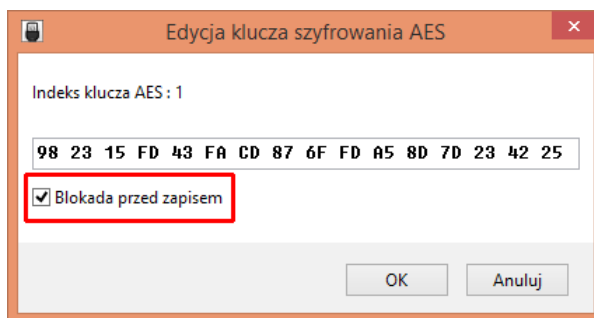 Edycja klucza szyfrowania AES
Indeks klucza AES : 1
98 23 15 FD 43 FA CD 87 6F FD A5 8D 7D 23 42 25
Blokada przed zapisem
OK Anuluj